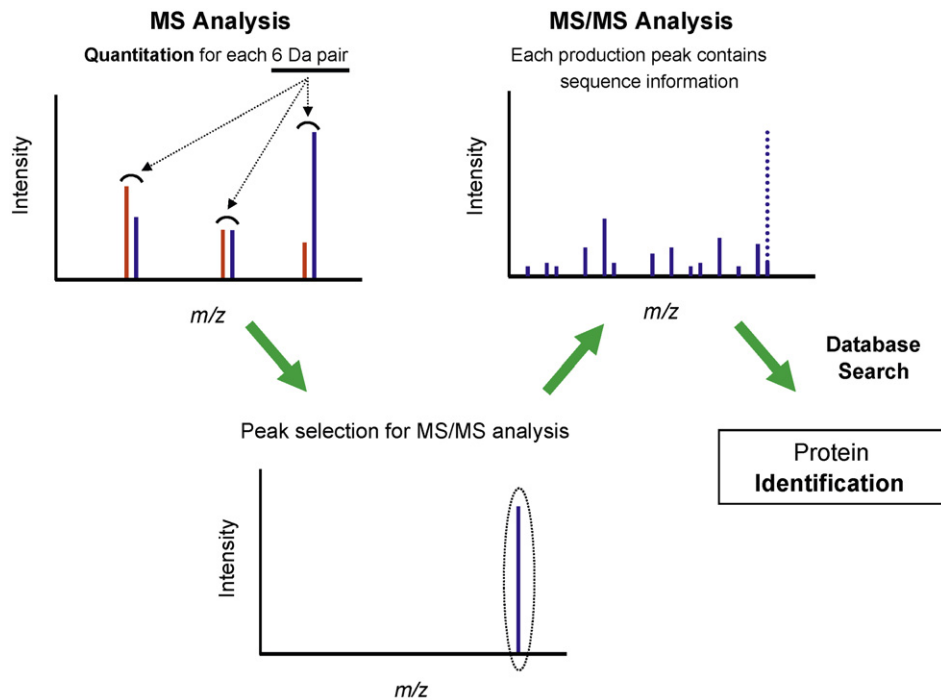 MS Analysis
Quantitation for each 6 Da pair
Intensity
m/z
MS/MS Analysis
Each production peak contains
sequence information
Intensity
m/z
Database
Search
Peak selection for MS/MS analysis
Intensity
m/z
Protein
Identification